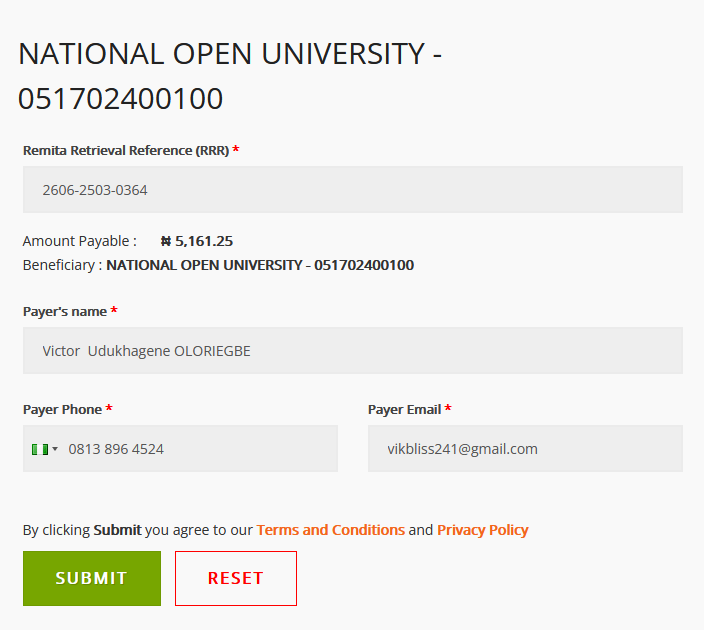 NATIONAL OPEN UNIVERSITY -
051702400100
Remita Retrieval Reference (RRR) *
2606-2503-0364
Amount Payable : ₦ 5,161.25
Beneficiary : NATIONAL OPEN UNIVERSITY - 051702400100
Payer's name *
Victor  Udukhagene OLORIEGBE
Payer Phone * Payer Email *
0813 896 4524 vikbliss241@gmail.com
By clicking Submit you agree to our Terms and Conditions and Privacy Policy
SUBMIT RESET